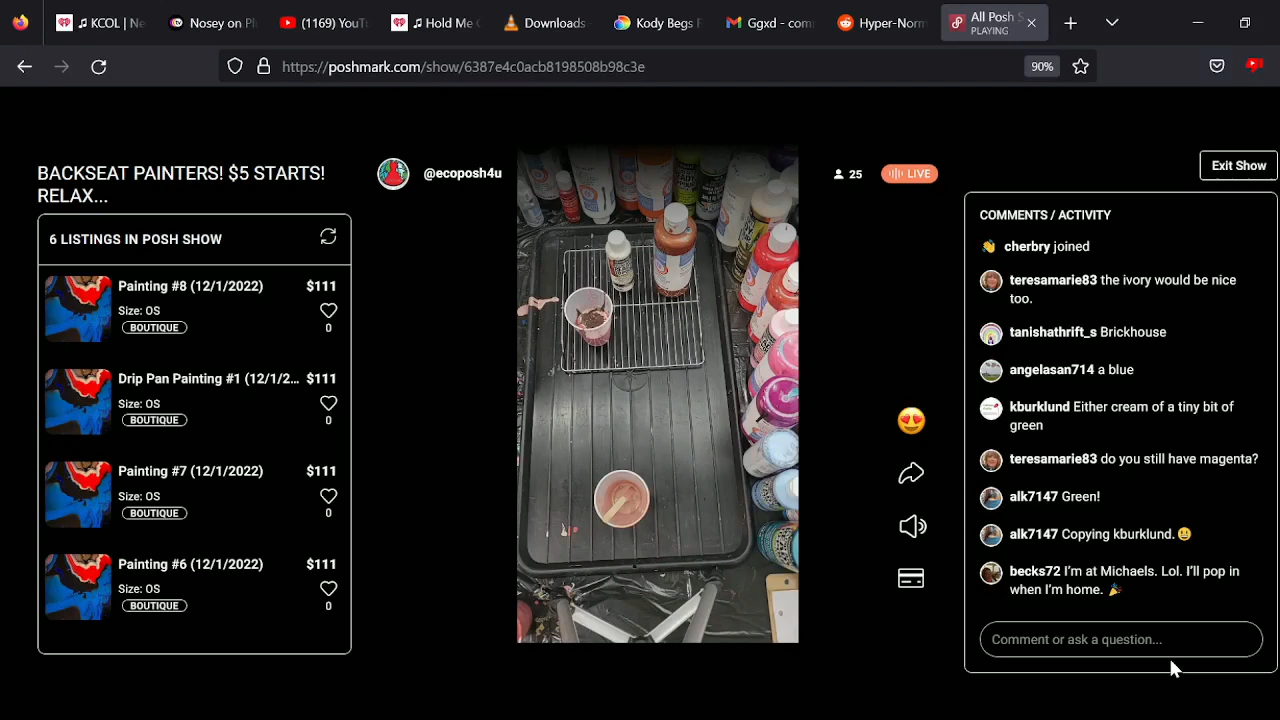 KCOL | Ne
Nosey on Pl
(1169) YouT
Hold Me C
Downloads
Kody Begs F
Ggxd - com
Hyper-Norm
All Posh S
PLAYING
https://poshmark.com/show/6387e4c0acb8198508b98c3e
90%
BACKSEAT PAINTERS! $5 STARTS!
RELAX...
6 LISTINGS IN POSH SHOW
Painting #8 (12/1/2022) $111
Size: OS
BOUTIQUE
0
Drip Pan Painting #1 (12/1/2... $111
Size: OS
BOUTIQUE
0
Painting #7 (12/1/2022) $111
Size: OS
BOUTIQUE
0
Painting #6 (12/1/2022) $111
Size: OS
BOUTIQUE
0
@ecoposh4u
25
LIVE
Exit Show
COMMENTS / ACTIVITY
cherbry joined
teresamarie83 the ivory would be nice
too.
tanishathrift_s Brickhouse
angelasan714 a blue
kburklund Either cream of a tiny bit of
green
teresamarie83 do you still have magenta?
alk7147 Green!
alk7147 Copying kburklund. 😃
becks72 I'm at Michaels. Lol. I'll pop in
when I'm home. 🎉
Comment or ask a question...